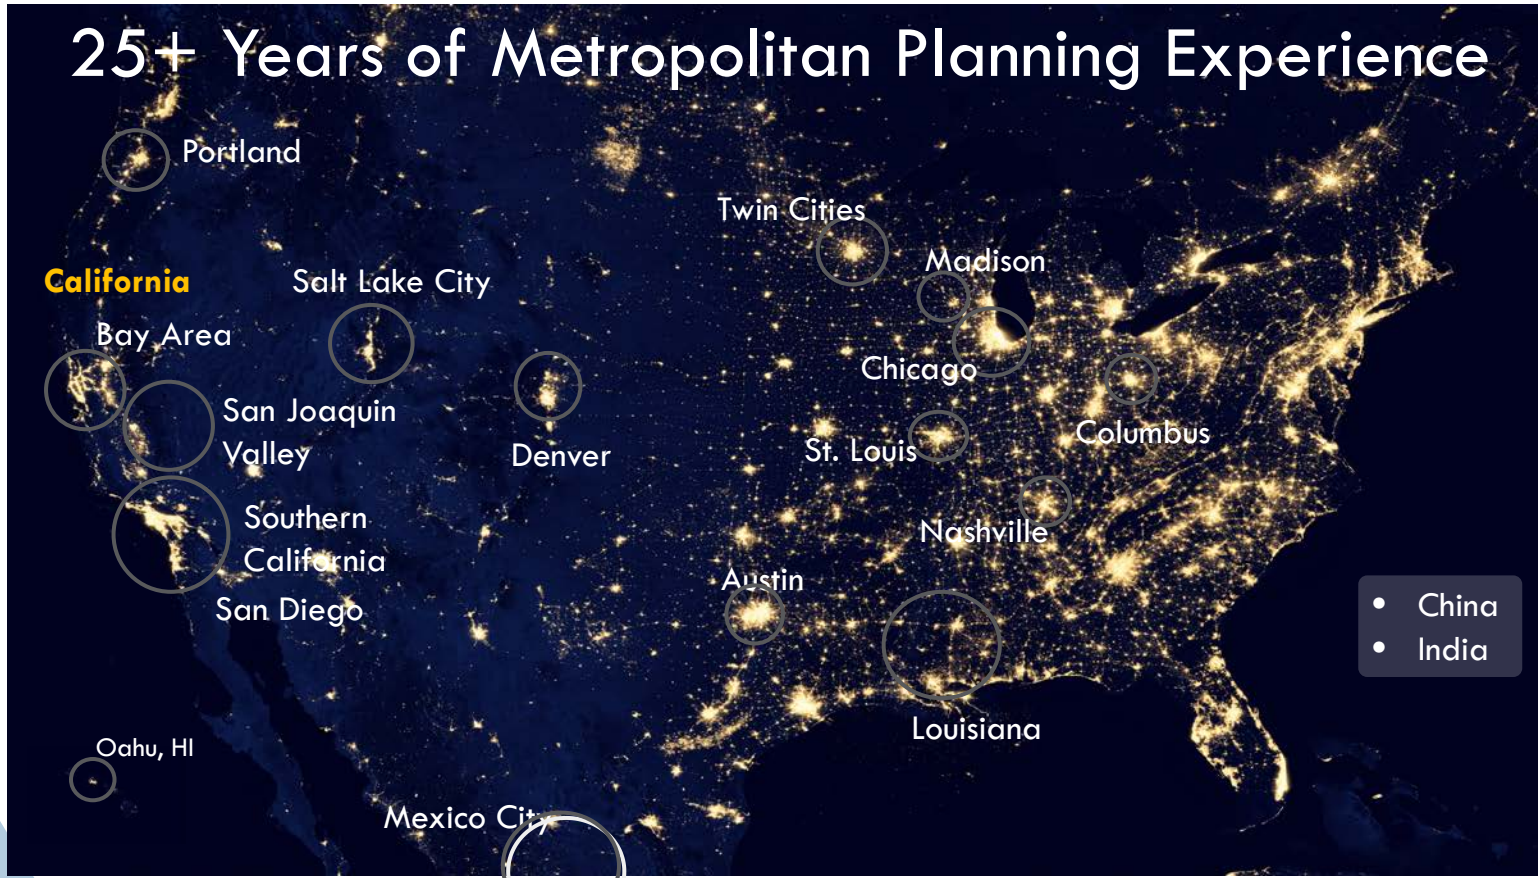 25+ Years of Metropolitan Planning Experience
Portland
Twin Cities
Madison
California
Salt Lake City
Bay Area
Chicago
San Joaquin
Valley
Denver
St. Louis
Columbus
Southern
California
Nashville
Austin
San Diego
• China
• India
Louisiana
Oahu, HI
Mexico City